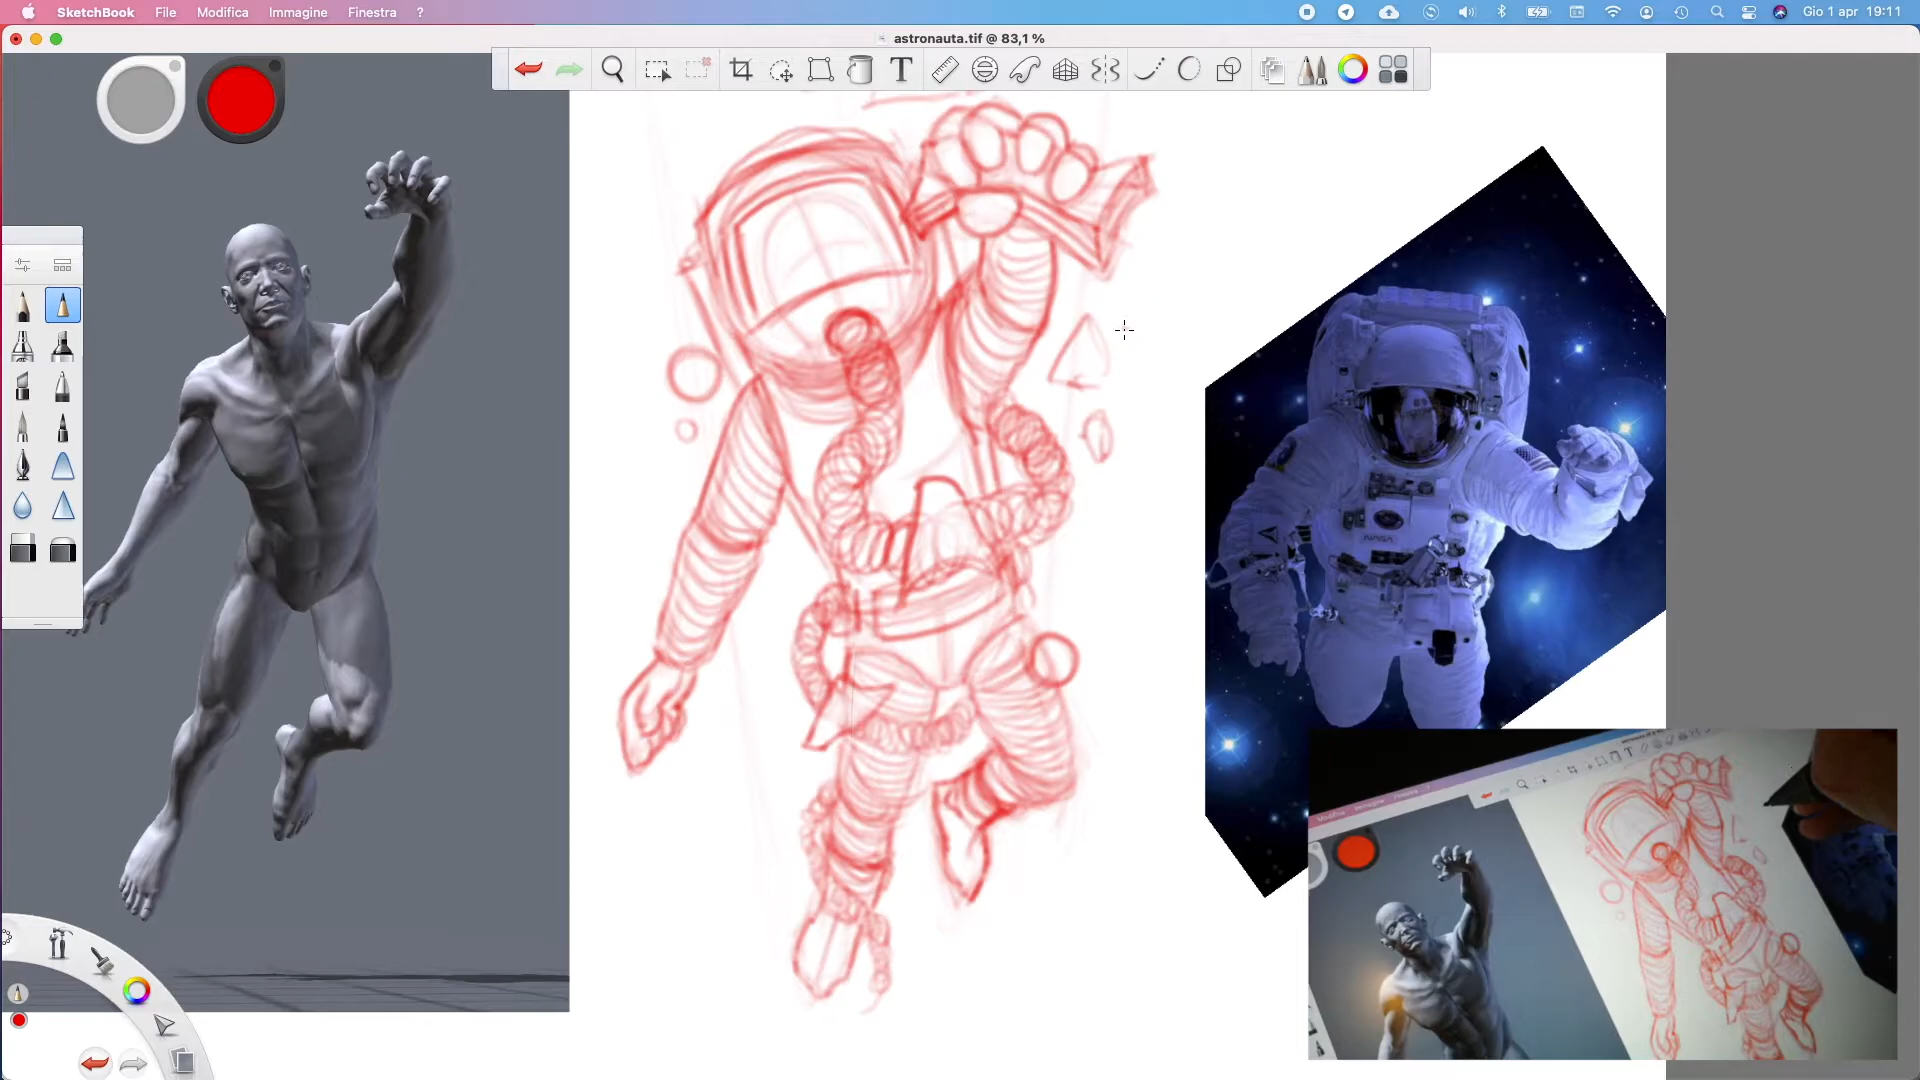 SketchBook File Modifica Immagine Finestra ? Gio 1 apr 19:11
astronauta.tif @ 83,1 %
T
NASA